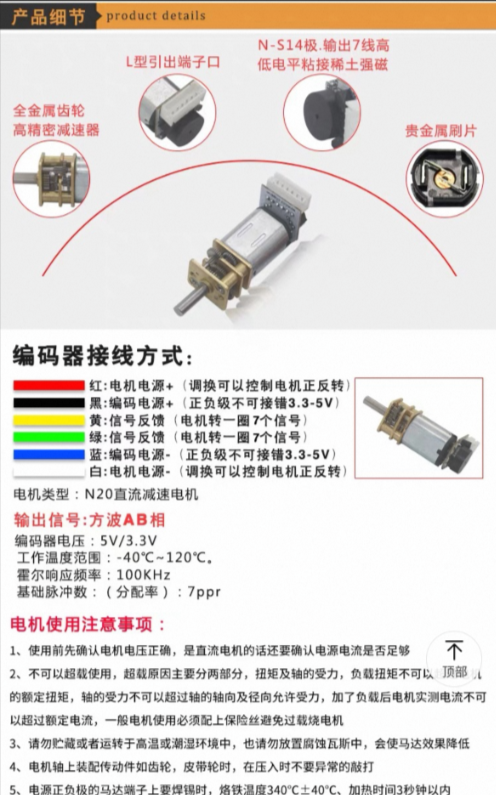 产品细节 product details
N-S14极.输出7线高
L型引出端子口
低电平粘接稀土强磁
全金属齿轮
高精密减速器
贵金属刷片
编码器接线方式:
红:电机电源+（调换可以控制电机正反转）
黑:编码电源+（正负级不可接错3.3-5V）
黄:信号反馈（电机转一圈7个信号）
绿:信号反馈（电机转一圈7个信号）
蓝:编码电源-（正负级不可接错3.3-5V）
白:电机电源-（调换可以控制电机正反转）
电机类型：N20直流减速电机
输出信号:方波AB相
编码器电压：5V/3.3V
工作温度范围：-40℃~120℃。
霍尔响应频率：100KHz
基础脉冲数：（分配率）：7ppr
电机使用注意事项：
1、使用前先确认电机电压正确，是直流电机的话还要确认电源电流是否足够
2、不可以超载使用，超载原因主要分两部分，扭矩及轴的受力，负载扭矩不可以
的额定扭矩，轴的受力不可以超过轴的轴向及径向允许受力，加了负载后电机实测电流不可
以超过额定电流，一般电机使用必须配上保险丝避免过载烧电机
3、请勿贮藏或者运转于高温或潮湿环境中，也请勿放置腐蚀瓦斯中，会使马达效果降低
4、电机轴上装配传动件如齿轮，皮带轮时，在压入时不要异常的敲打
5、电源正负极的马达端子上要焊锡时，烙铁温度340℃±40℃、加热时间3秒钟以内
顶部